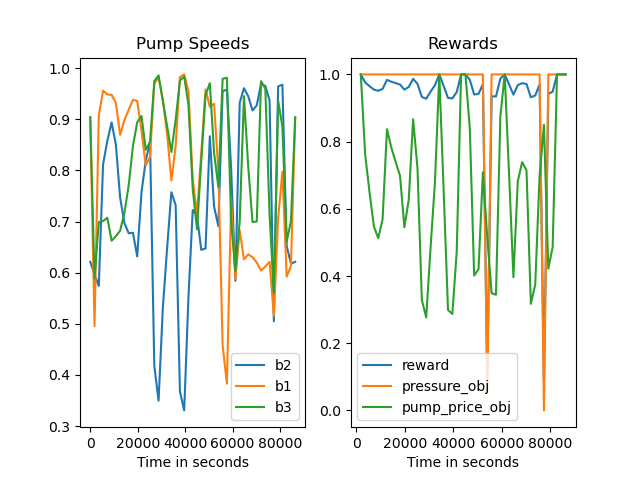 Pump Speeds
1.0
0.9
0.8
0.7
0.6
0.5
0.4
0.3
0
20000
40000
60000
80000
Time in seconds
b2
b1
b3
Rewards
1.0
0.8
0.6
0.4
0.2
0.0
0
20000
40000
60000
80000
Time in seconds
reward
pressure_obj
pump_price_obj